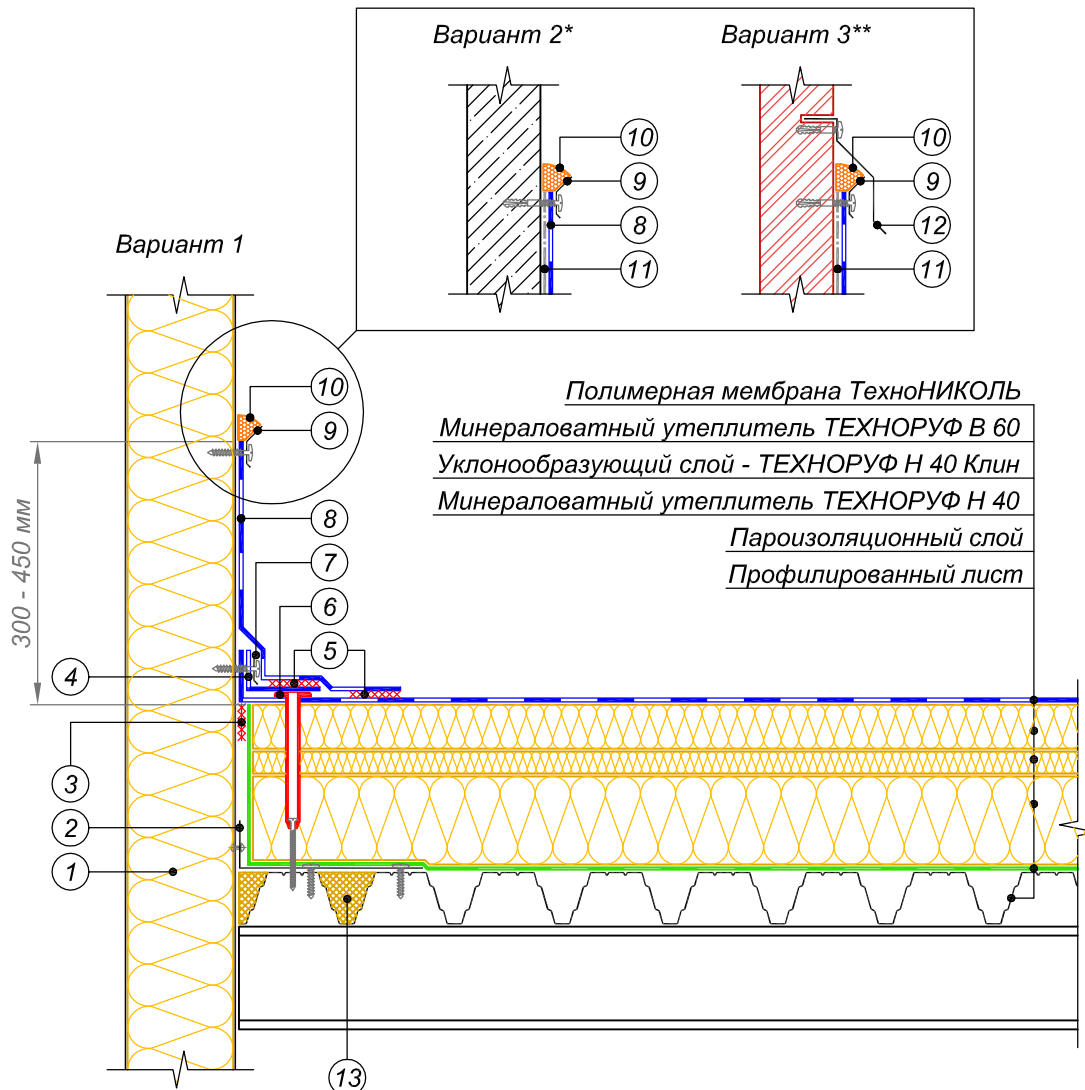 Вариант 2*
Вариант 3**
10
9
8
11
10
9
12
11
Вариант 1
10
9
8
7
6
5
4
3
2
1
13
300 - 450 мм
Полимерная мембрана ТехноНИКОЛЬ
Минераловатный утеплитель ТЕХНОРУФ В 60
Уклонообразующий слой - ТЕХНОРУФ Н 40 Клин
Минераловатный утеплитель ТЕХНОРУФ Н 40
Пароизоляционный слой
Профилированный лист